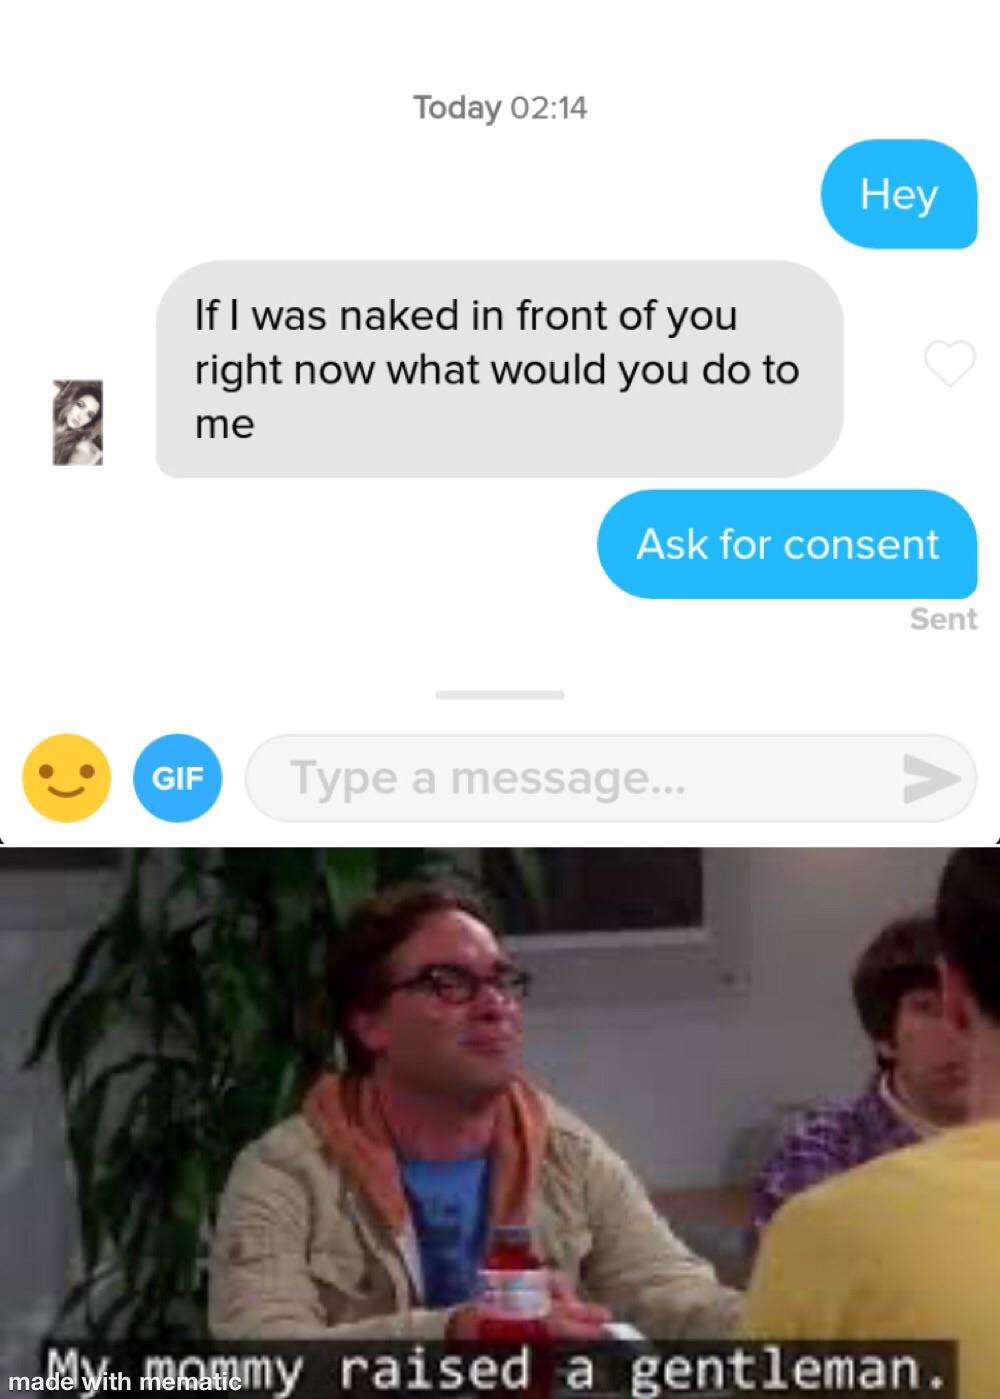 Today 02:14
Hey
If I was naked in front of you
right now what would you do to
me
Ask for consent
Sent
GIF
Type a message...
My mommy raised a gentleman.
made with mematic